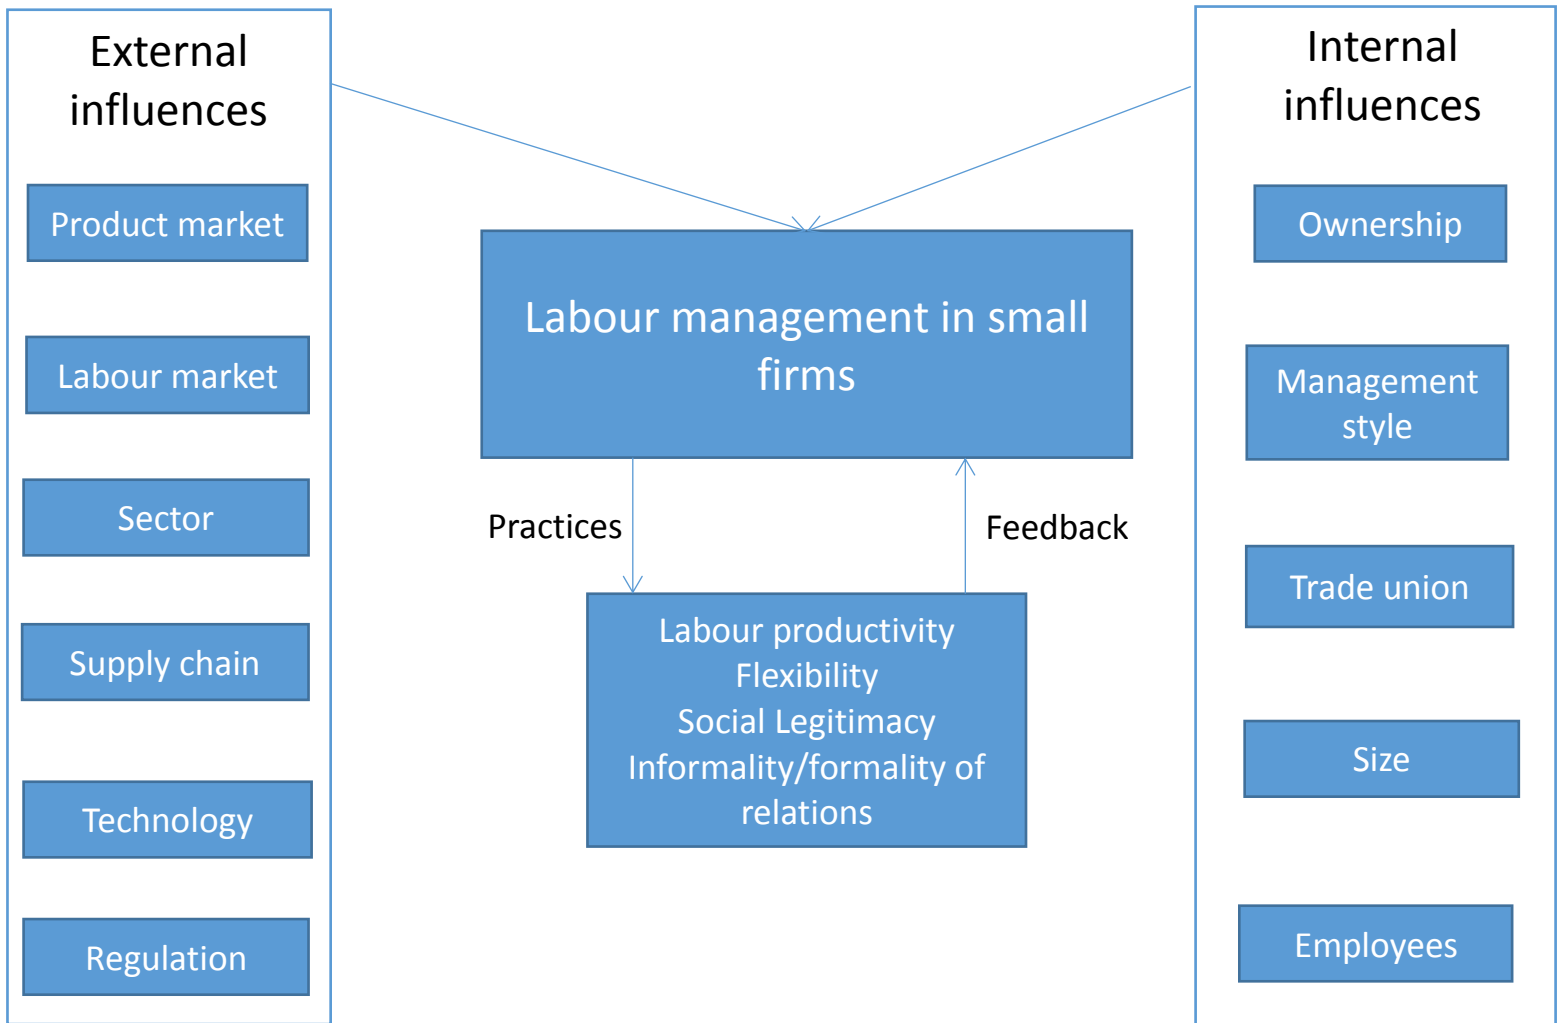 External
influences
Product market
Labour market
Sector
Supply chain
Technology
Regulation
Labour management in small
firms
Practices
Feedback
Labour productivity
Flexibility
Social Legitimacy
Informality/formality of
relations
Internal
influences
Ownership
Management
style
Trade union
Size
Employees